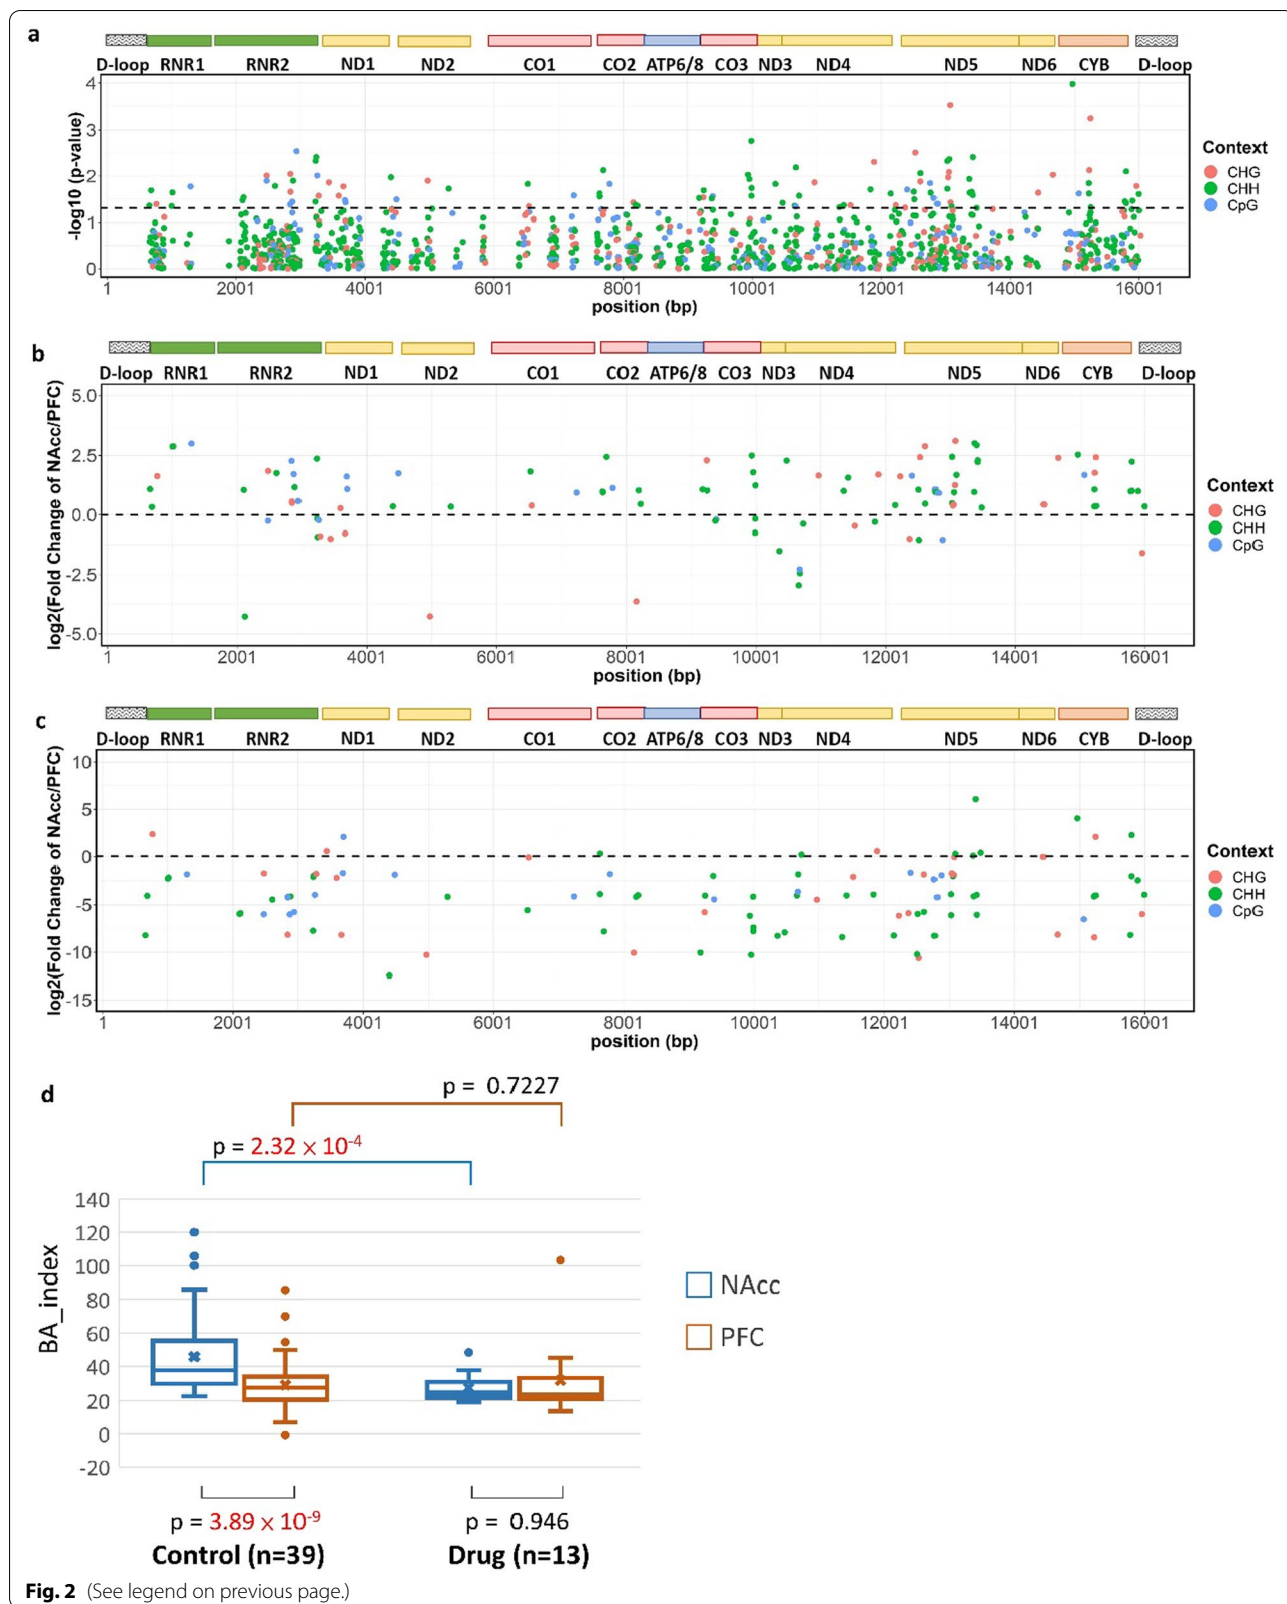 a
D-loop RNR1 RNR2 ND1 ND2 CO1 CO2 ATP6/8 CO3 ND3 ND4 ND5 ND6 CYB D-loop
-log10 (p-value)
4
3
2
1
0
1 2001 4001 6001 8001 10001 12001 14001 16001
position (bp)
Context
CHG
CHH
CpG
b
D-loop RNR1 RNR2 ND1 ND2 CO1 CO2 ATP6/8 CO3 ND3 ND4 ND5 ND6 CYB D-loop
log2(Fold Change of NAcc/PFC)
5.0
2.5
0.0
-2.5
-5.0
1 2001 4001 6001 8001 10001 12001 14001 16001
position (bp)
Context
CHG
CHH
CpG
c
D-loop RNR1 RNR2 ND1 ND2 CO1 CO2 ATP6/8 CO3 ND3 ND4 ND5 ND6 CYB D-loop
log2(Fold Change of NAcc/PFC)
10
5
0
-5
-10
-15
1 2001 4001 6001 8001 10001 12001 14001 16001
position (bp)
Context
CHG
CHH
CpG
d
p = 0.7227
p = 2.32 × 10-4
BA_index
140
120
100
80
60
40
20
0
-20
NAcc
PFC
p = 3.89 × 10-9 p = 0.946
Control (n=39) Drug (n=13)
Fig. 2 (See legend on previous page.)